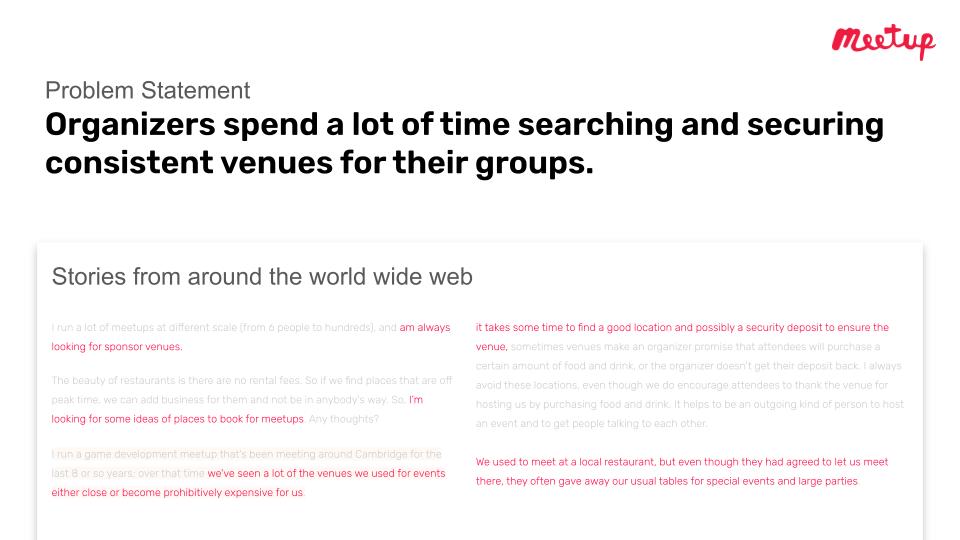 meetup
Problem Statement
Organizers spend a lot of time searching and securing
consistent venues for their groups.
Stories from around the world wide web
I run a lot of meetups at different scale (from 6 people to hundreds), and am always
looking for sponsor venues.
The beauty of restaurants is there are no rental fees. So if we find places that are off
peak time, we can add business for them and not be in anybody's way. So, I'm
looking for some ideas of places to book for meetups. Any thoughts?
I run a game development meetup that's been meeting around Cambridge for the
last 8 or so years; over that time we've seen a lot of the venues we used for events
either close or become prohibitively expensive for us.
it takes some time to find a good location and possibly a security deposit to ensure the
venue, sometimes venues make an organizer promise that attendees will purchase a
certain amount of food and drink, or the organizer doesn't get their deposit back. I always
avoid these locations, even though we do encourage attendees to thank the venue for
hosting us by purchasing food and drink. It helps to be an outgoing kind of person to host
an event and to get people talking to each other.
We used to meet at a local restaurant, but even though they had agreed to let us meet
there, they often gave away our usual tables for special events and large parties